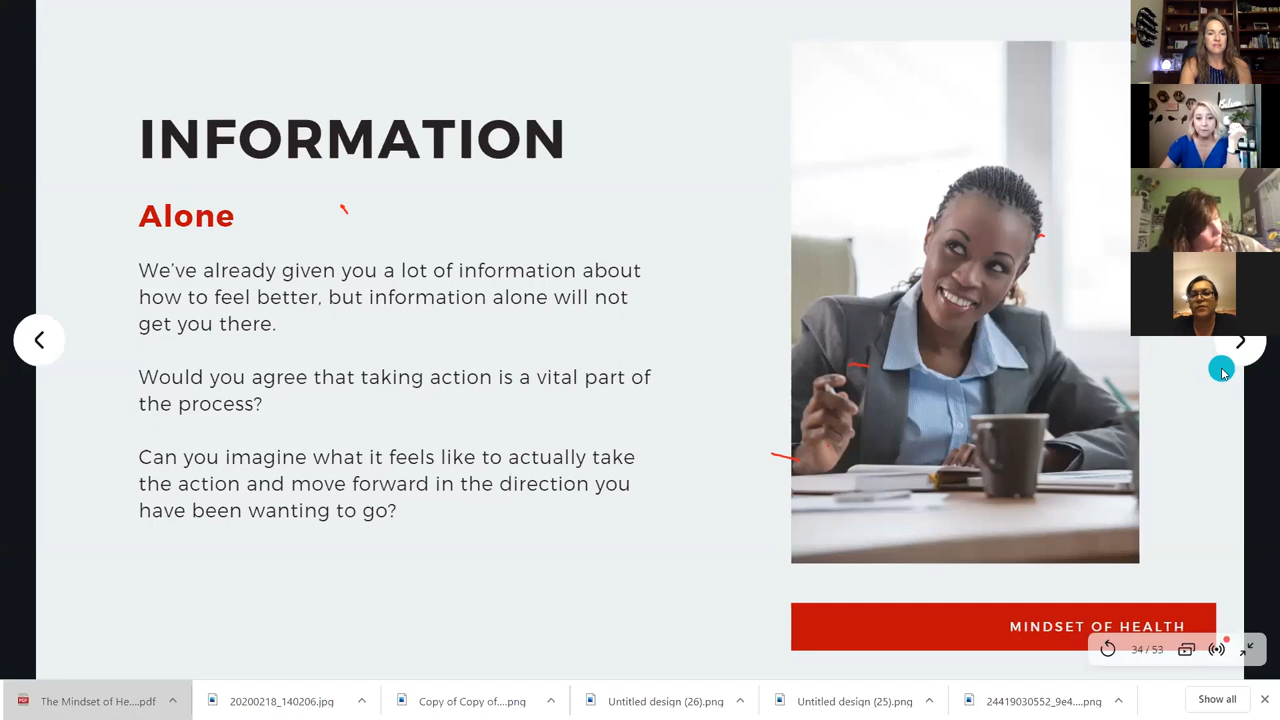 INFORMATION
Alone
We've already given you a lot of information about
how to feel better, but information alone will not
get you there.
Would you agree that taking action is a vital part of
the process?
Can you imagine what it feels like to actually take
the action and move forward in the direction you
have been wanting to go?
MINDSET OF HEALTH
34 / 53
The Mindset of He....pdf
20200218_140206.jpg
Copy of Copy of....png
Untitled design (26).png
Untitled design (25).png
24419030552_9e4....png
Show all